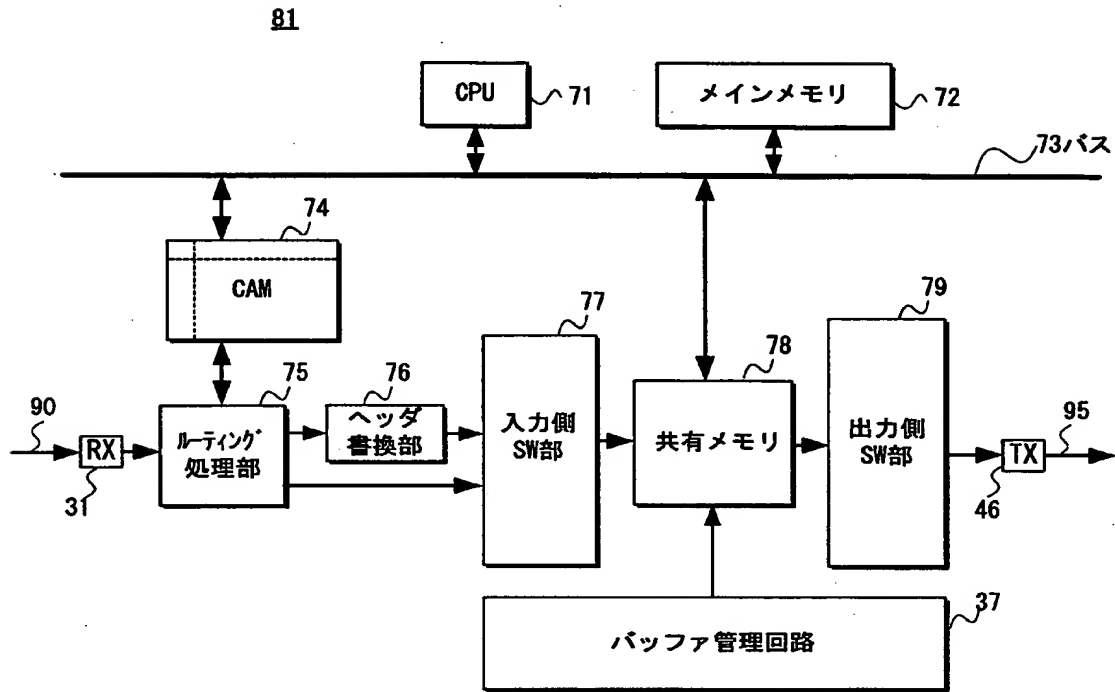 81
CPU
71
メインメモリ
72
73バス
74
CAM
77
79
75
76
78
90
RX
31
ルーティング
処理部
ヘッダ
書換部
入力側
SW部
共有メモリ
出力側
SW部
TX
46
95
37
バッファ管理回路